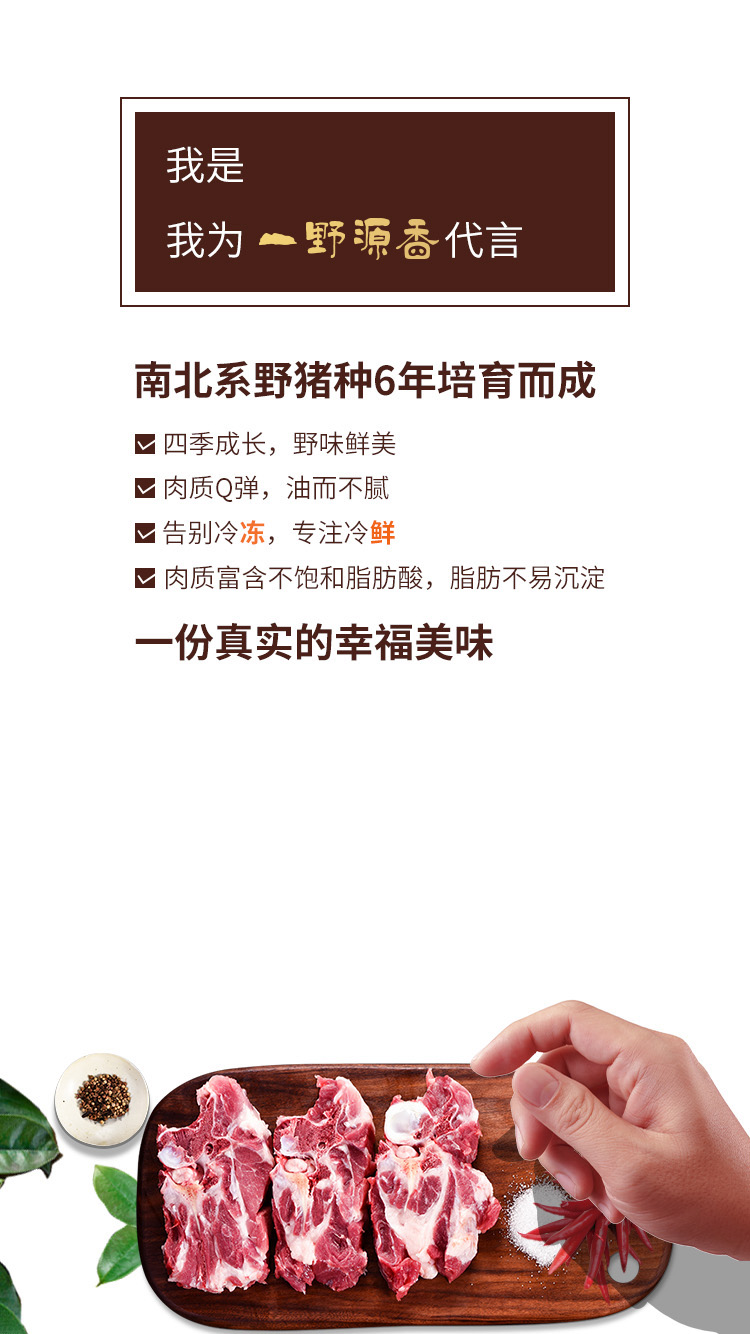 我是
我为 一野源香代言
南北系野猪种6年培育而成
四季成长，野味鲜美
肉质Q弹，油而不腻
告别冷冻，专注冷鲜
肉质富含不饱和脂肪酸，脂肪不易沉淀
一份真实的幸福美味